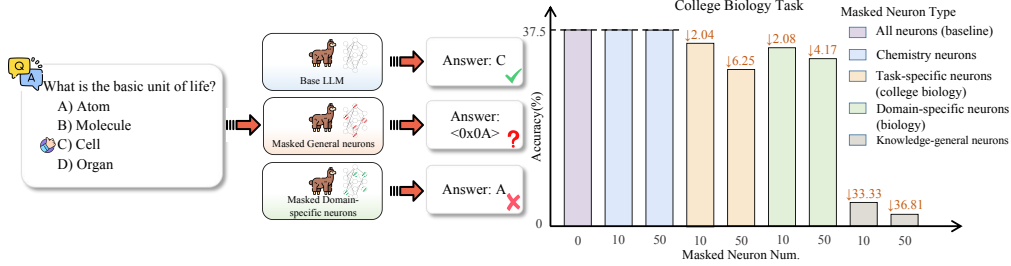 Q
A
What is the basic unit of life?
A) Atom
B) Molecule
C) Cell
D) Organ
Base LLM
Masked General neurons
Masked Domain-
specific neurons
Answer: C
Answer:
<0x0A>
?
Answer: A
College Biology Task
Accuracy(%)
37.5
0
↓2.04
↓6.25
↓2.08
↓4.17
↓33.33
↓36.81
0
10
50
10
50
10
50
10
50
Masked Neuron Num.
Masked Neuron Type
All neurons (baseline)
Chemistry neurons
Task-specific neurons
(college biology)
Domain-specific neurons
(biology)
Knowledge-general neurons